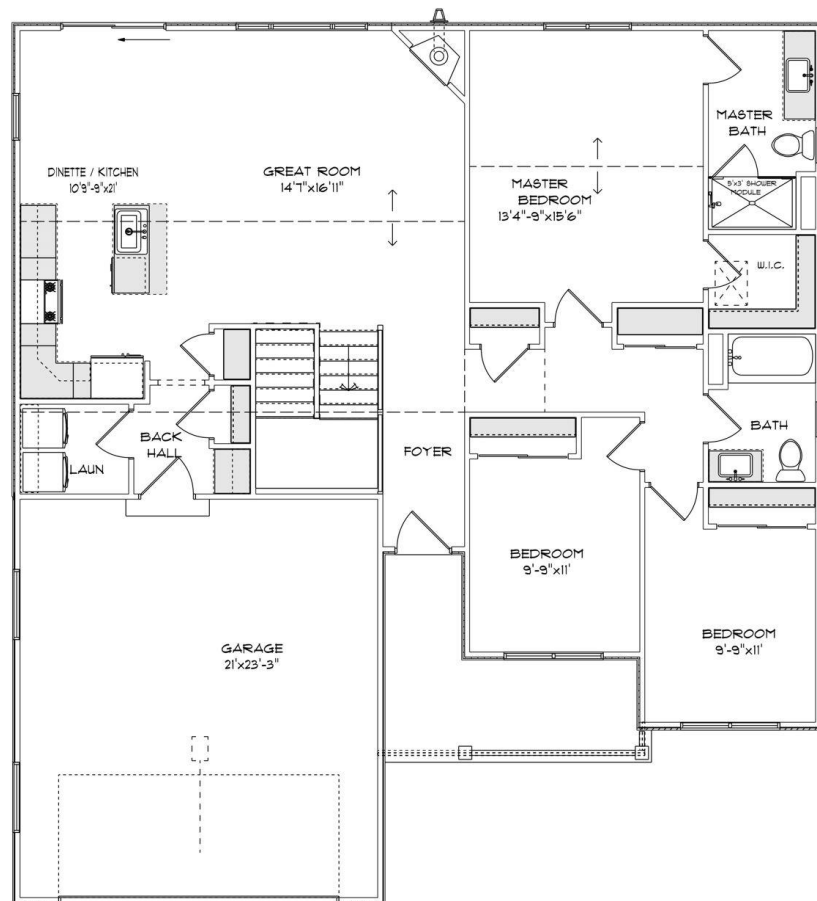 MASTER
BATH
DINETTE / KITCHEN
10'9"-9"x21'
GREAT ROOM
14'7"x16'11"
MASTER
BEDROOM
13'4"-9"x15'6"
5'x3' SHOWER
MODULE
W.I.C.
BACK
HALL
LAUN
FOYER
BATH
BEDROOM
9'-9"x11'
BEDROOM
9'-9"x11'
GARAGE
21'x23'-3"